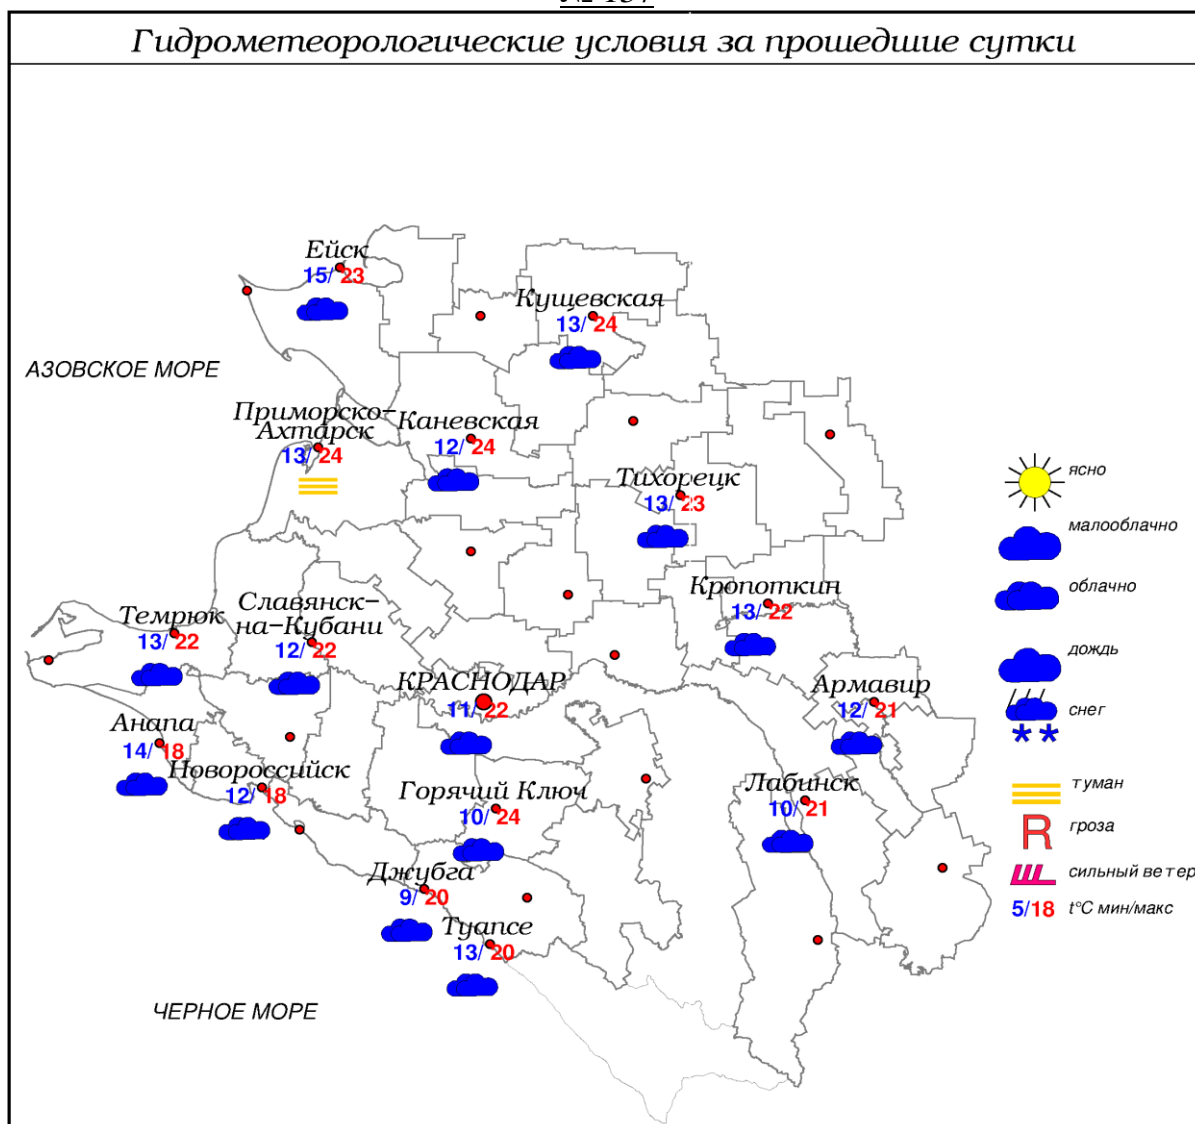 № 137
Гидрометеорологические условия за прошедшие сутки
Ейск
15/23
Кущевская
13/24
АЗОВСКОЕ МОРЕ
Приморско-
Ахтарск
13/24
Каневская
12/24
Тихорецк
13/23
Кропоткин
13/22
Темрюк
13/22
Славянск-
на-Кубани
12/22
КРАСНОДАР
11/22
Армавир
12/21
Анапа
14/18
Новороссийск
12/18
Горячий Ключ
10/24
Лабинск
10/21
Джубга
9/20
Туапсе
13/20
ЧЕРНОЕ МОРЕ
ясно
малооблачно
облачно
дождь
снег
туман
R гроза
сильный ветер
5/18 t°C мин/макс